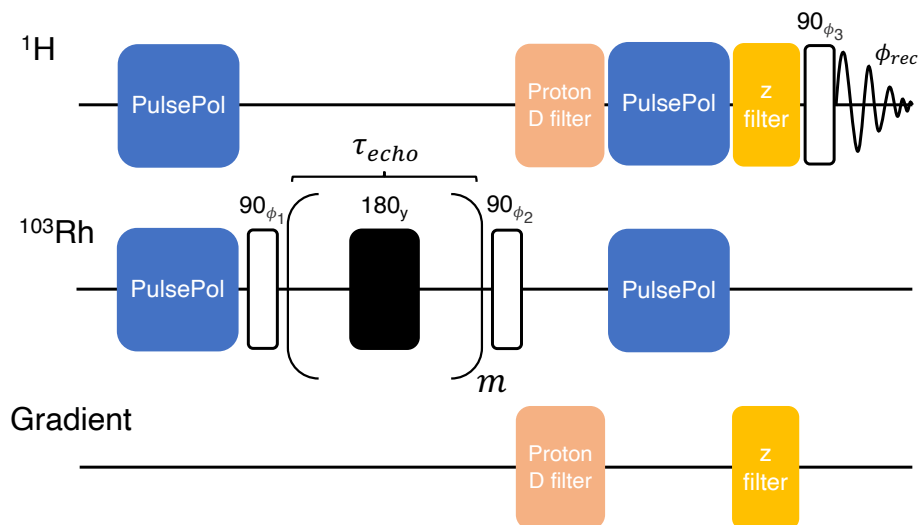 ¹H
PulsePol
Proton
D filter
PulsePol
z
filter
90ϕ₃
ϕrec
τecho
¹⁰³Rh
PulsePol
90ϕ₁
180y
90ϕ₂
m
PulsePol
Gradient
Proton
D filter
z
filter